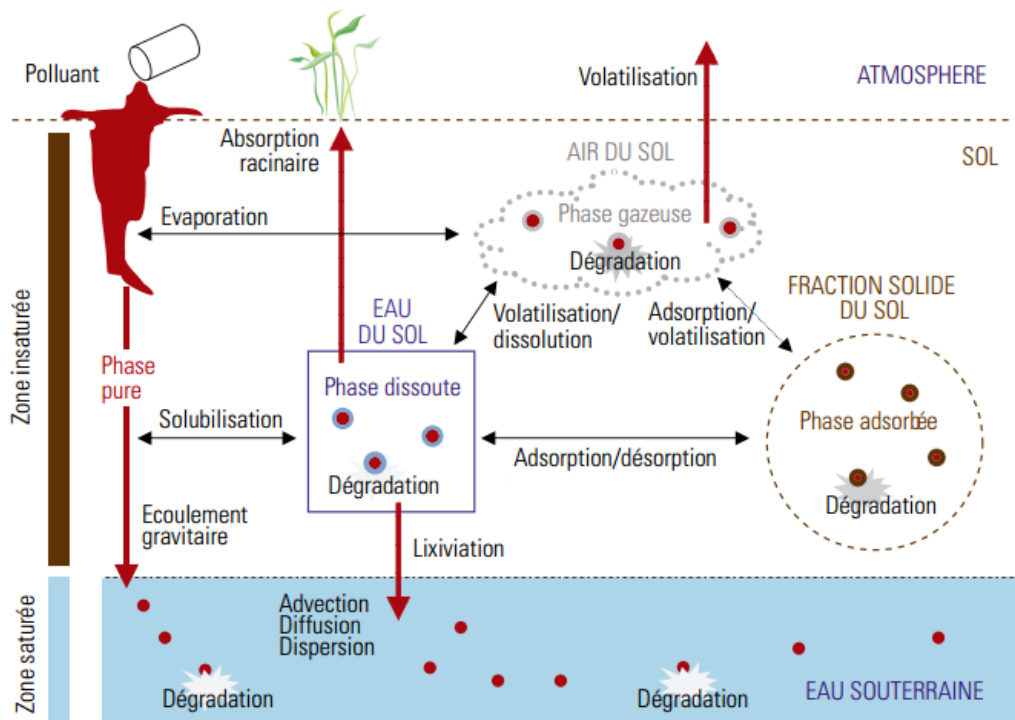 Polluant
Volatilisation
ATMOSPHERE
Absorption
racinaire
AIR DU SOL
SOL
Evaporation
Phase gazeuse
Dégradation
Zone insaturée
EAU
DU SOL
Volatilisation/
dissolution
Adsorption/
volatilisation
FRACTION SOLIDE
DU SOL
Phase
pure
Phase dissoute
Solubilisation
Phase adsorbée
Adsorption/désorption
Dégradation
Dégradation
Ecoulement
gravitaire
Lixiviation
Zone saturée
Advection
Diffusion
Dispersion
Dégradation
Dégradation
EAU SOUTERRAINE